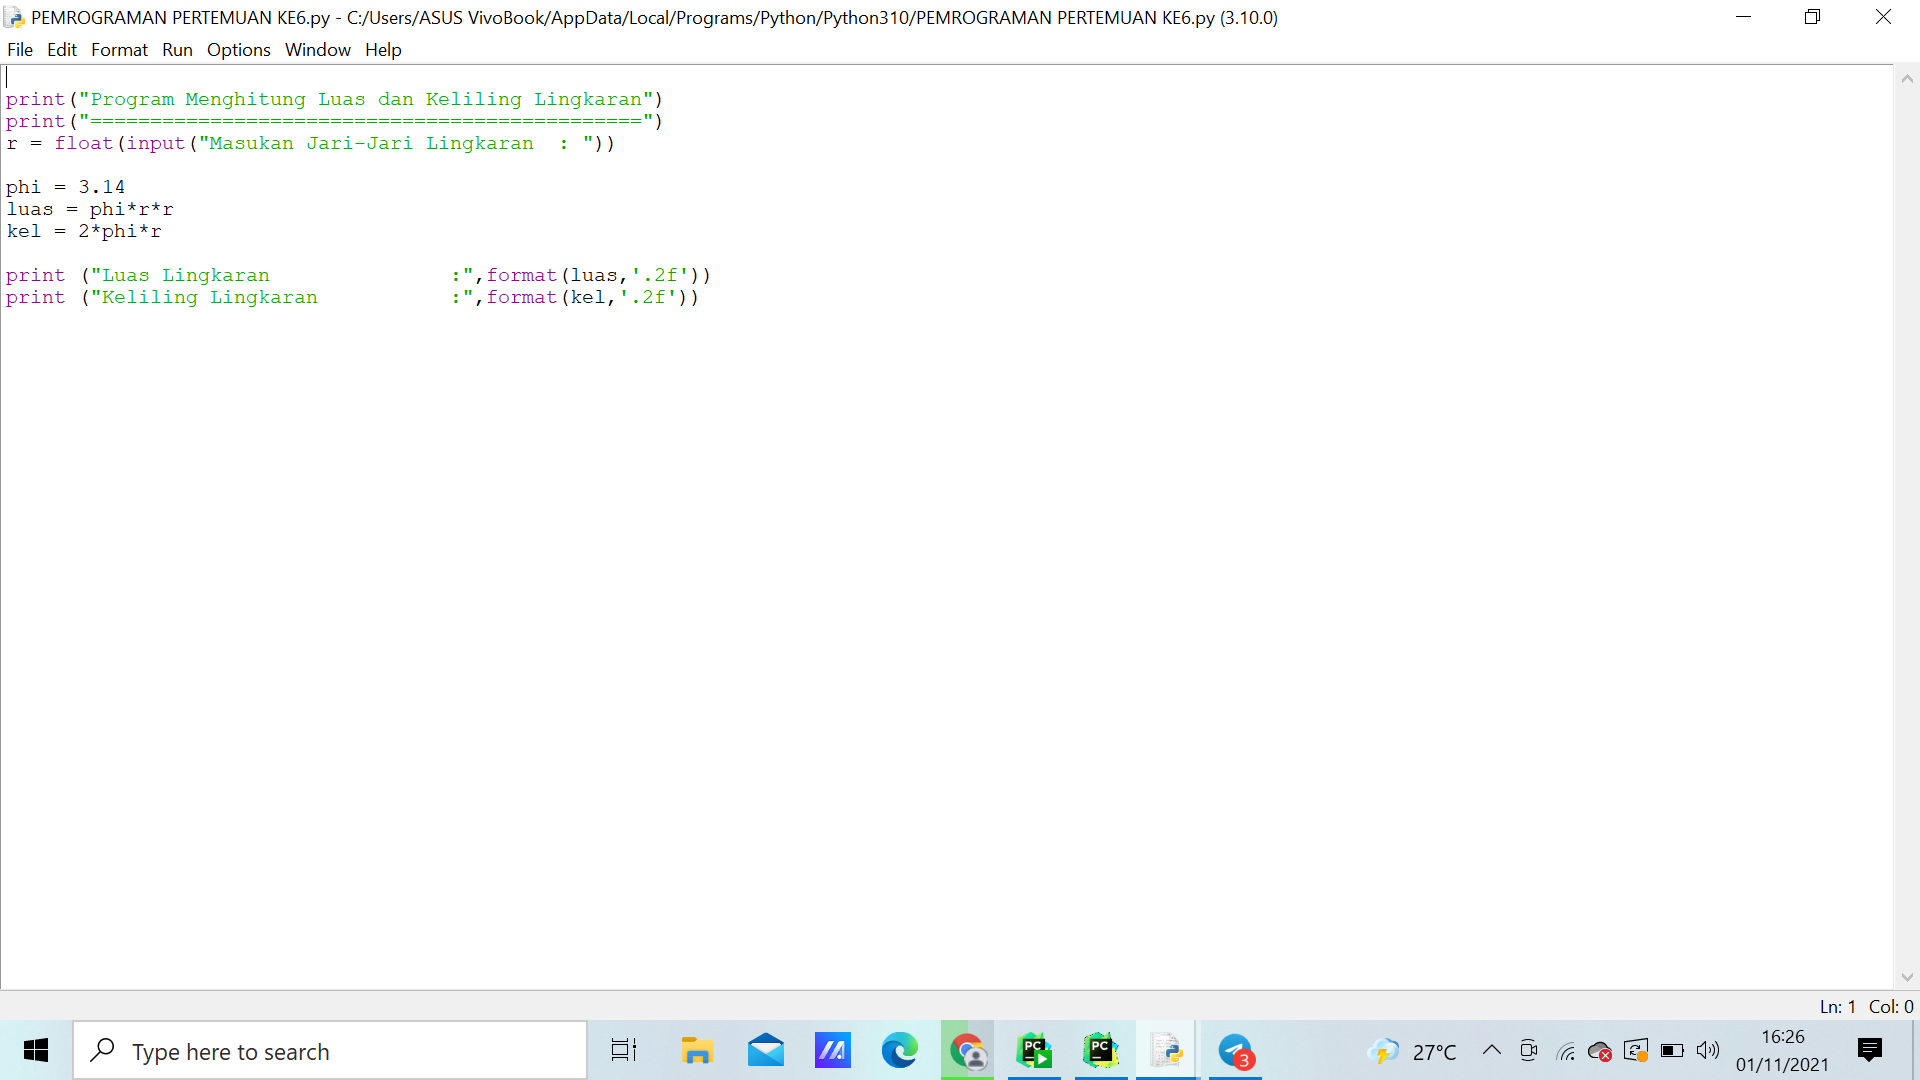 PEMROGRAMAN PERTEMUAN KE6.py - C:/Users/ASUS VivoBook/AppData/Local/Programs/Python/Python310/PEMROGRAMAN PERTEMUAN KE6.py (3.10.0)
File Edit Format Run Options Window Help
print("Program Menghitung Luas dan Keliling Lingkaran")
print("==============================================")
r = float(input("Masukan Jari-Jari Lingkaran  : "))
phi = 3.14
luas = phi*r*r
kel = 2*phi*r
print ("Luas Lingkaran               :",format(luas,'.2f'))
print ("Keliling Lingkaran           :",format(kel,'.2f'))
Ln: 1 Col: 0
Type here to search
PC
PC
3
27°C
16:26
01/11/2021